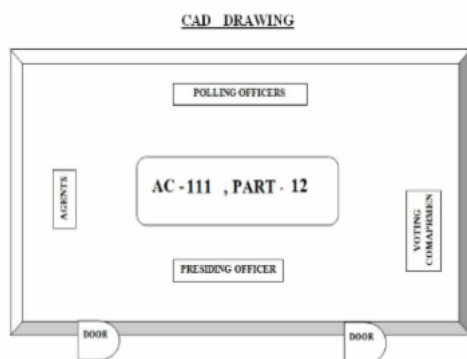 CAD DRAWING
POLLING OFFICERS
AGENTS
AC -111 , PART - 12
VOTING
COMAPRMEN
PRESIDING OFFICER
DOOR
DOOR